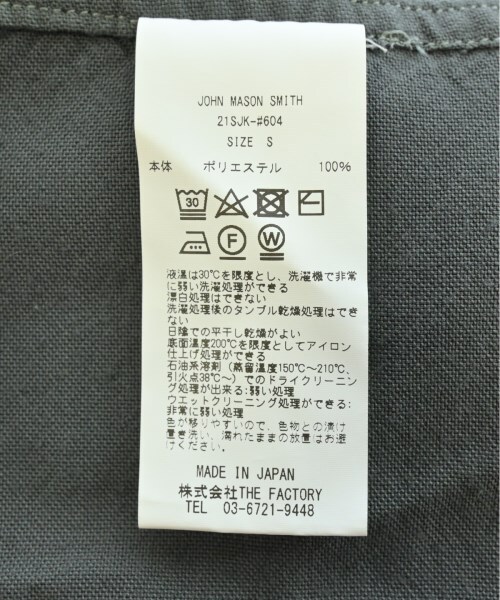 JOHN MASON SMITH
21SJK-#604
SIZE S
本体 ポリエステル 100%
30
F W
液温は30℃を限度とし、洗濯機で非常
に弱い洗濯処理ができる
漂白処理はできない
洗濯処理後のタンブル乾燥処理はでき
ない
日陰での平干し乾燥がよい
底面温度200℃を限度としてアイロン
仕上げ処理ができる
石油系溶剤(蒸留温度150℃～210℃、
引火点38℃～)でのドライクリーニン
グ処理が出来る:弱い処理
ウエットクリーニング処理ができる:
非常に弱い処理
色が移りやすいので、色物との漬け
置き洗い、濡れたままの放置はお避
けください。
MADE IN JAPAN
株式会社THE FACTORY
TEL 03-6721-9448